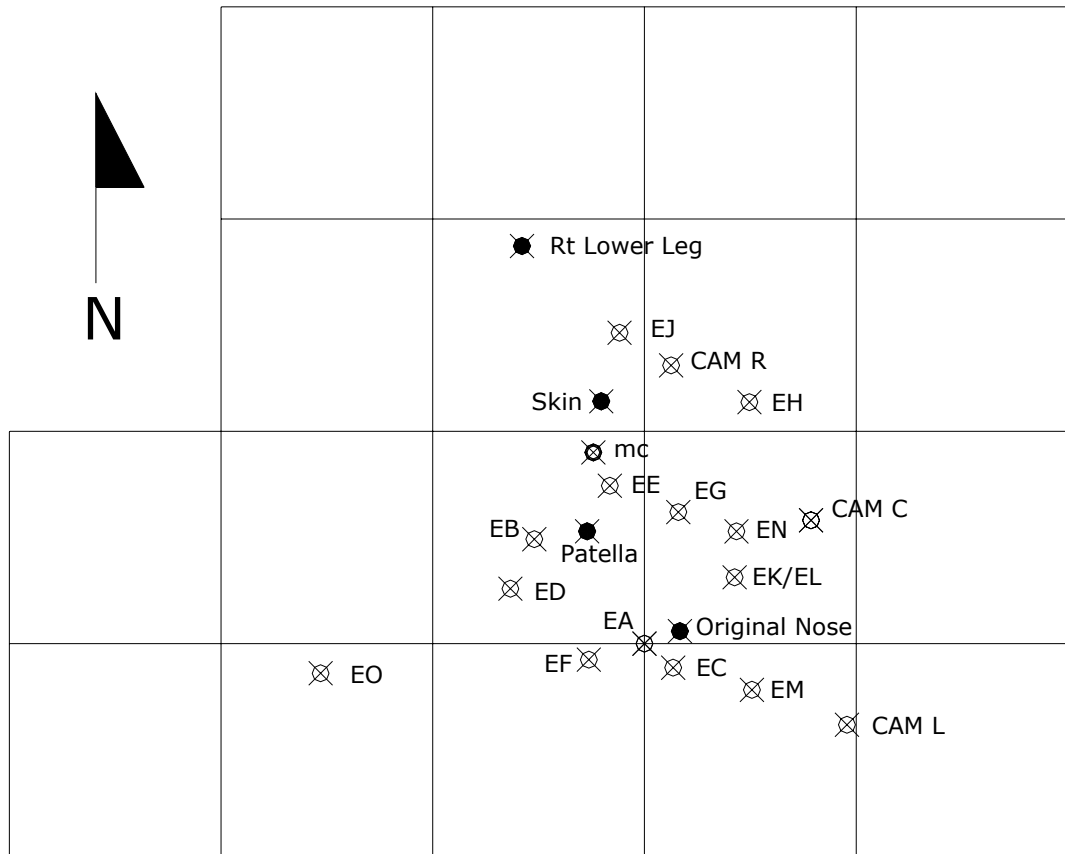 Rt Lower Leg
N
EJ
CAM R
Skin
EH
mc
EE
EG
CAM C
EB
EN
Patella
EK/EL
ED
EA
Original Nose
EF
EC
EO
EM
CAM L